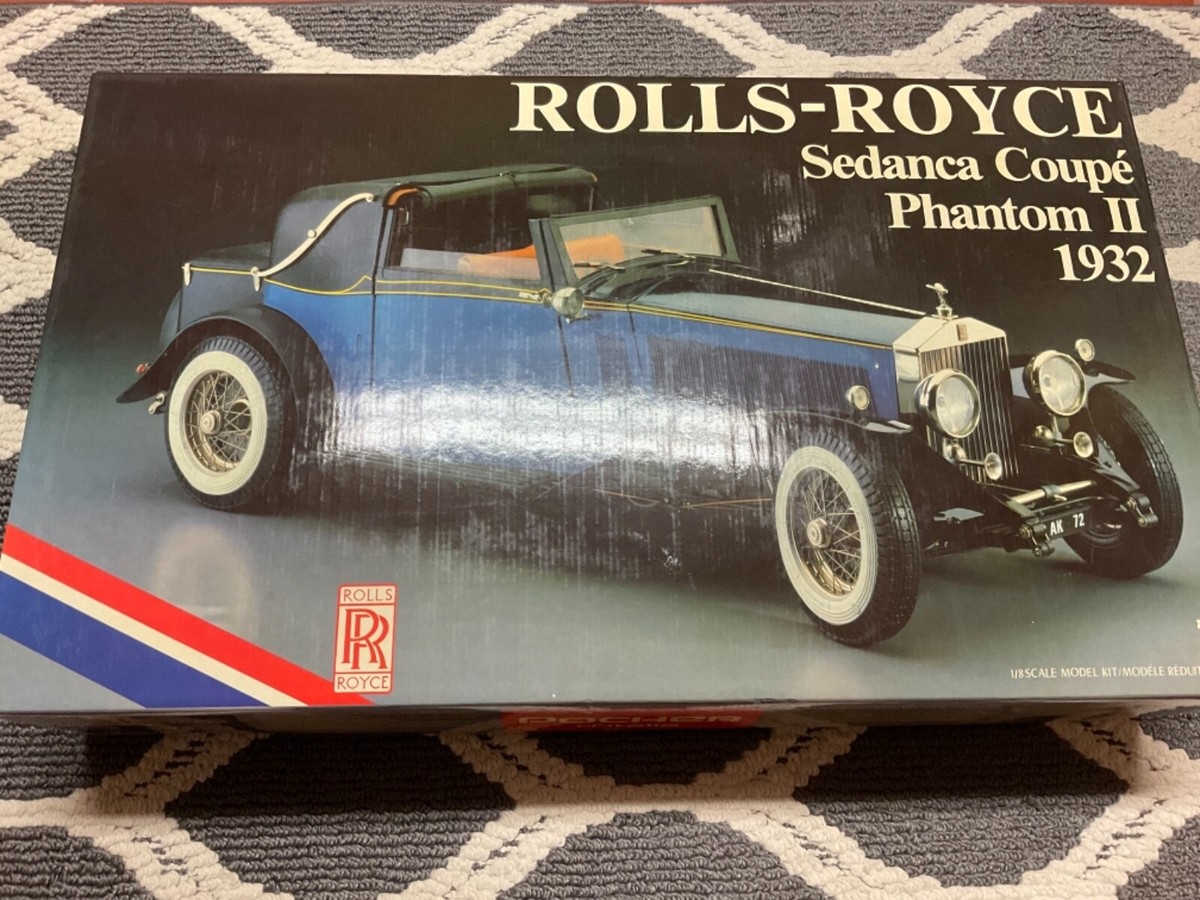 ROLLS-ROYCE
Sedanca Coupé
Phantom II
1932
AK 72
ROLLS
RR
ROYCE
1/8 SCALE MODEL KIT/MODÈLE RÉDUIT
POCHER